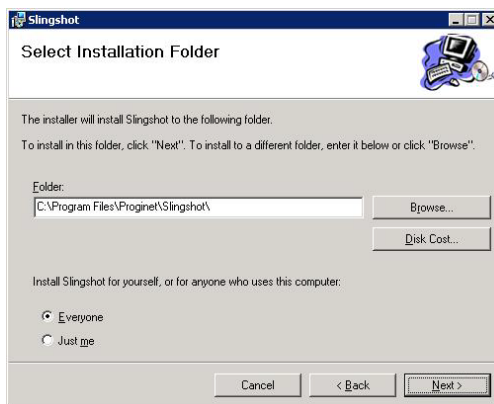 Slingshot
Select Installation Folder
The installer will install Slingshot to the following folder.
To install in this folder, click "Next". To install to a different folder, enter it below or click "Browse".
Folder:
C:\Program Files\Proginet\Slingshot\
Browse...
Disk Cost...
Install Slingshot for yourself, or for anyone who uses this computer:
Everyone
Just me
Cancel
< Back
Next >